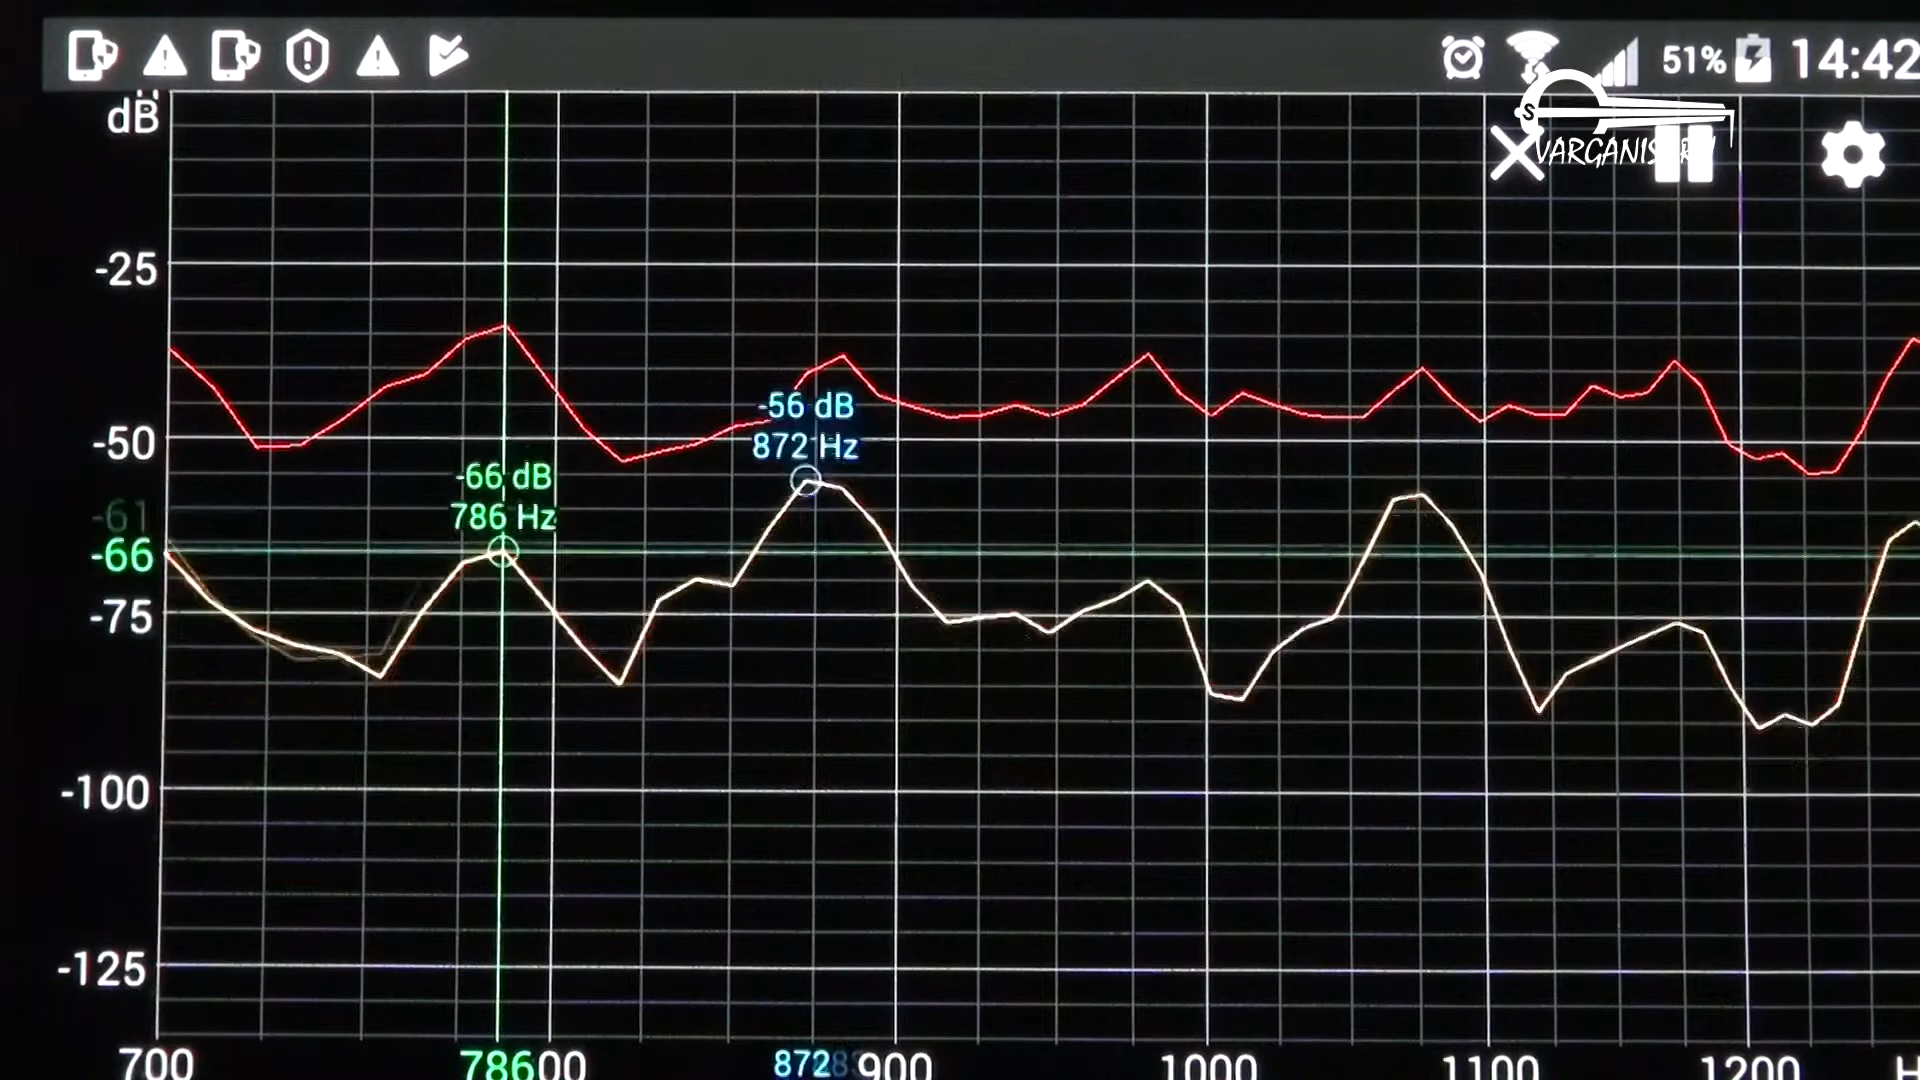 51% 14:42
dB
S
VARGANIS
-25
-56 dB
872 Hz
-50
-66 dB
786 Hz
-61
-66
-75
-100
-125
700 786 00 872 900 1000 1100 1200 H